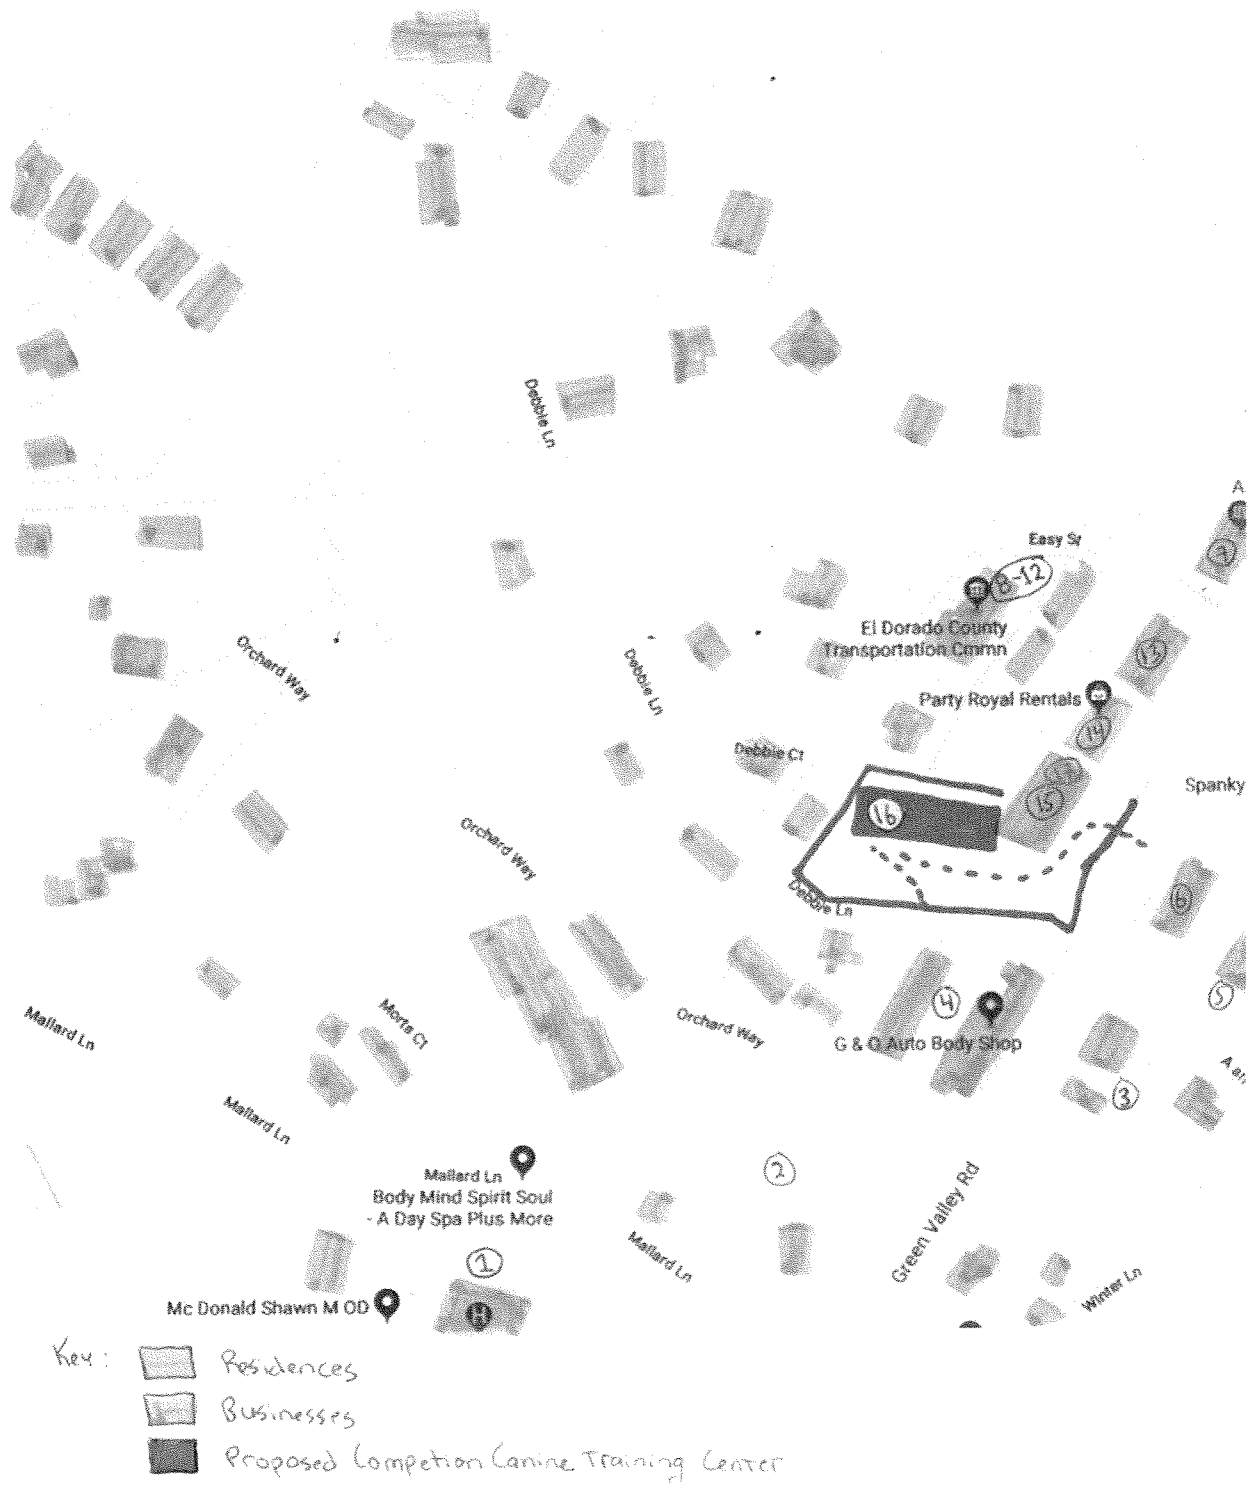 Debbie Ln
A
7
Easy St
8-12
El Dorado County
Transportation Cmmn
13
Orchard Way
Debbie Ln
Party Royal Rentals
14
Debbie Ct
Spanky
15
16
Orchard Way
Debbie Ln
6
5
Mallard Ln
Morta Ct
4
Orchard Way
G & O Auto Body Shop
3
Mallard Ln
2
Mallard Ln
Body Mind Spirit Soul
- A Day Spa Plus More
Green Valley Rd
Mallard Ln
1
Winter Ln
Mc Donald Shawn M OD
H
Key:
Residences
Businesses
Proposed Competion Canine Training Center